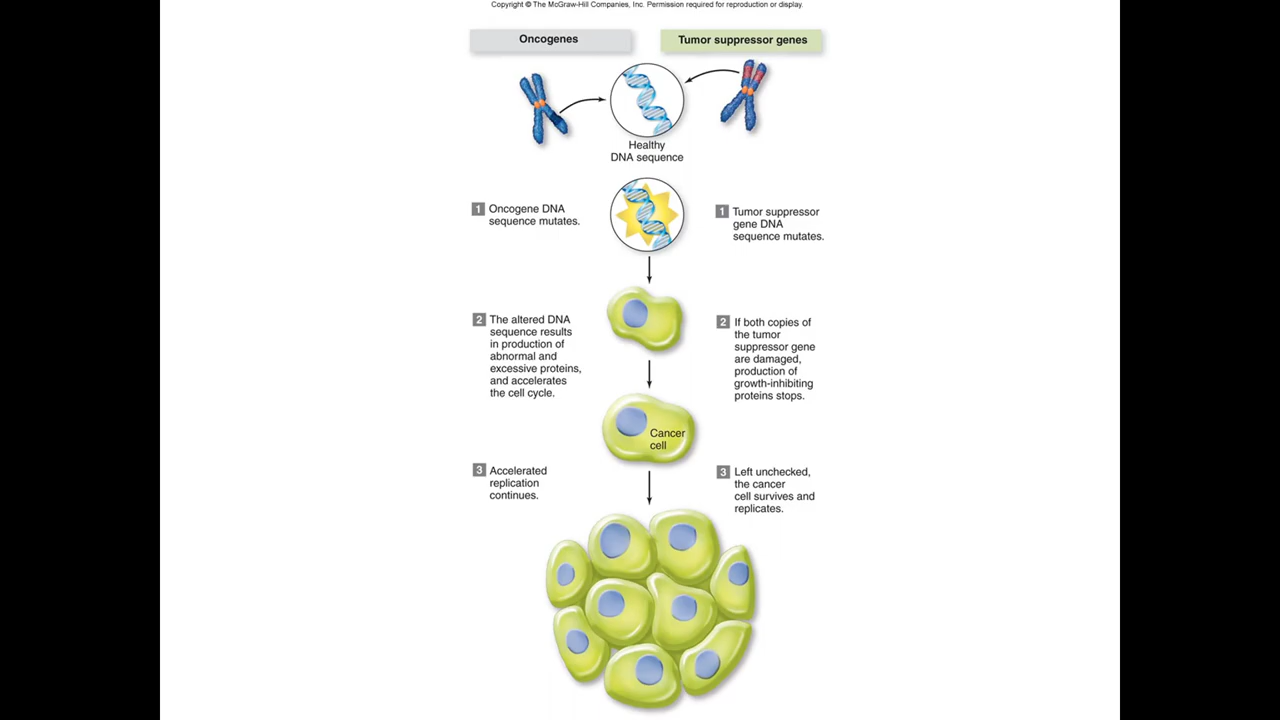 Copyright © The McGraw-Hill Companies, Inc. Permission required for reproduction or display.
Oncogenes
Tumor suppressor genes
Healthy
DNA sequence
1 Oncogene DNA
sequence mutates.
1 Tumor suppressor
gene DNA
sequence mutates.
2 The altered DNA
sequence results
in production of
abnormal and
excessive proteins,
and accelerates
the cell cycle.
2 If both copies of
the tumor
suppressor gene
are damaged,
production of
growth-inhibiting
proteins stops.
Cancer
cell
3 Accelerated
replication
continues.
3 Left unchecked,
the cancer
cell survives and
replicates.